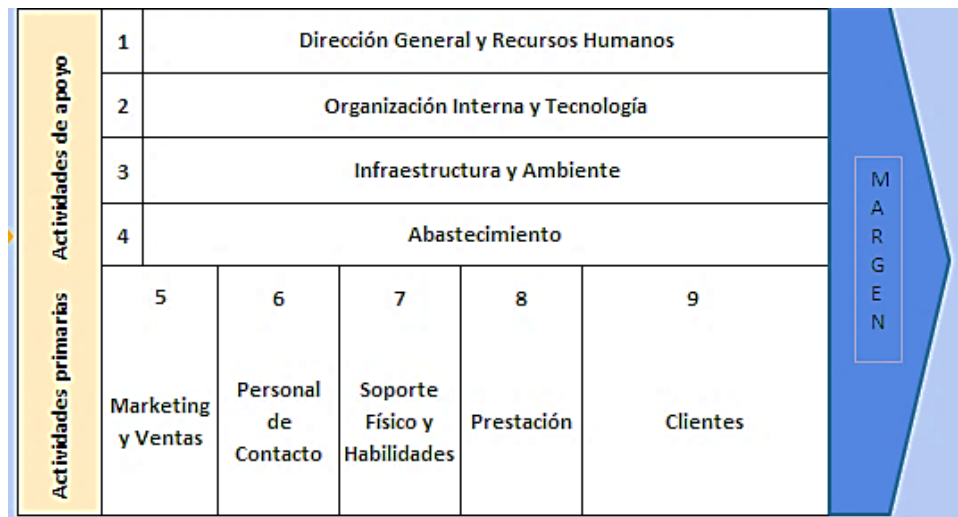 Actividades de apoyo
1
Dirección General y Recursos Humanos
2
Organización Interna y Tecnología
3
Infraestructura y Ambiente
4
Abastecimiento
Actividades primarias
5
Marketing
y Ventas
6
Personal
de
Contacto
7
Soporte
Físico y
Habilidades
8
Prestación
9
Clientes
M
A
R
G
E
N